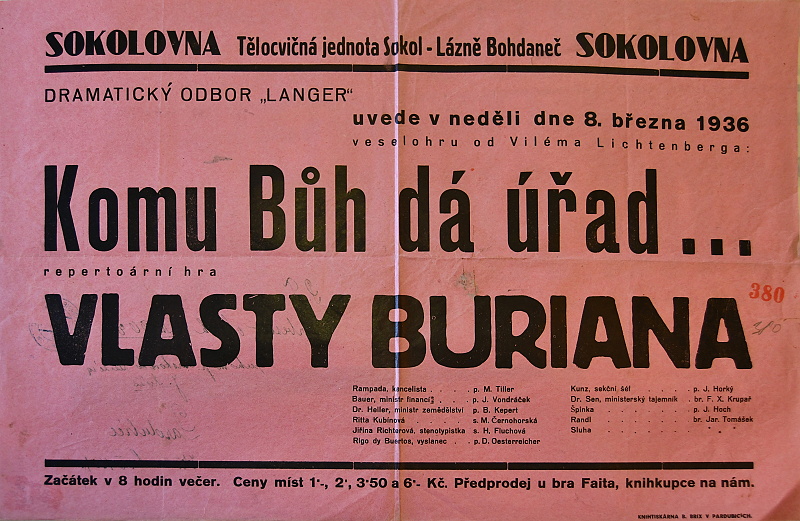 SOKOLOVNA Tělocvičná jednota Sokol - Lázně Bohdaneč SOKOLOVNA
DRAMATICKÝ ODBOR „LANGER“
uvede v neděli dne 8. března 1936
veselohru od Viléma Lichtenberga:
Komu Bůh dá úřad ...
repertoární hra
380
VLASTY BURIANA
Rampada, kancelista . . . . p. M. Tiller
Bauer, ministr financí . . . p. J. Vondráček
Dr. Heller, ministr zemědělství p. B. Kepert
Ritta Kubínová . . . . s. M. Černohorská
Jiřina Richterová, stenotypistka s. H. Fluchová
Rigo dy Buertos, vyslanec . . p. D. Oesterreicher
Kunz, sekční šéf . . . . . p. J. Horký
Dr. Sen, ministerský tajemník . br. F. X. Krupař
Špinka . . . . . . p. J. Hoch
Randl . . . . . . br. Jar. Tomášek
Sluha . . . . . . " " "
Začátek v 8 hodin večer. Ceny míst 1·-, 2·, 3·50 a 6·- Kč. Předprodej u bra Faita, knihkupce na nám.
KNIHTISKÁRNA B. BRIX V PARDUBICÍCH.